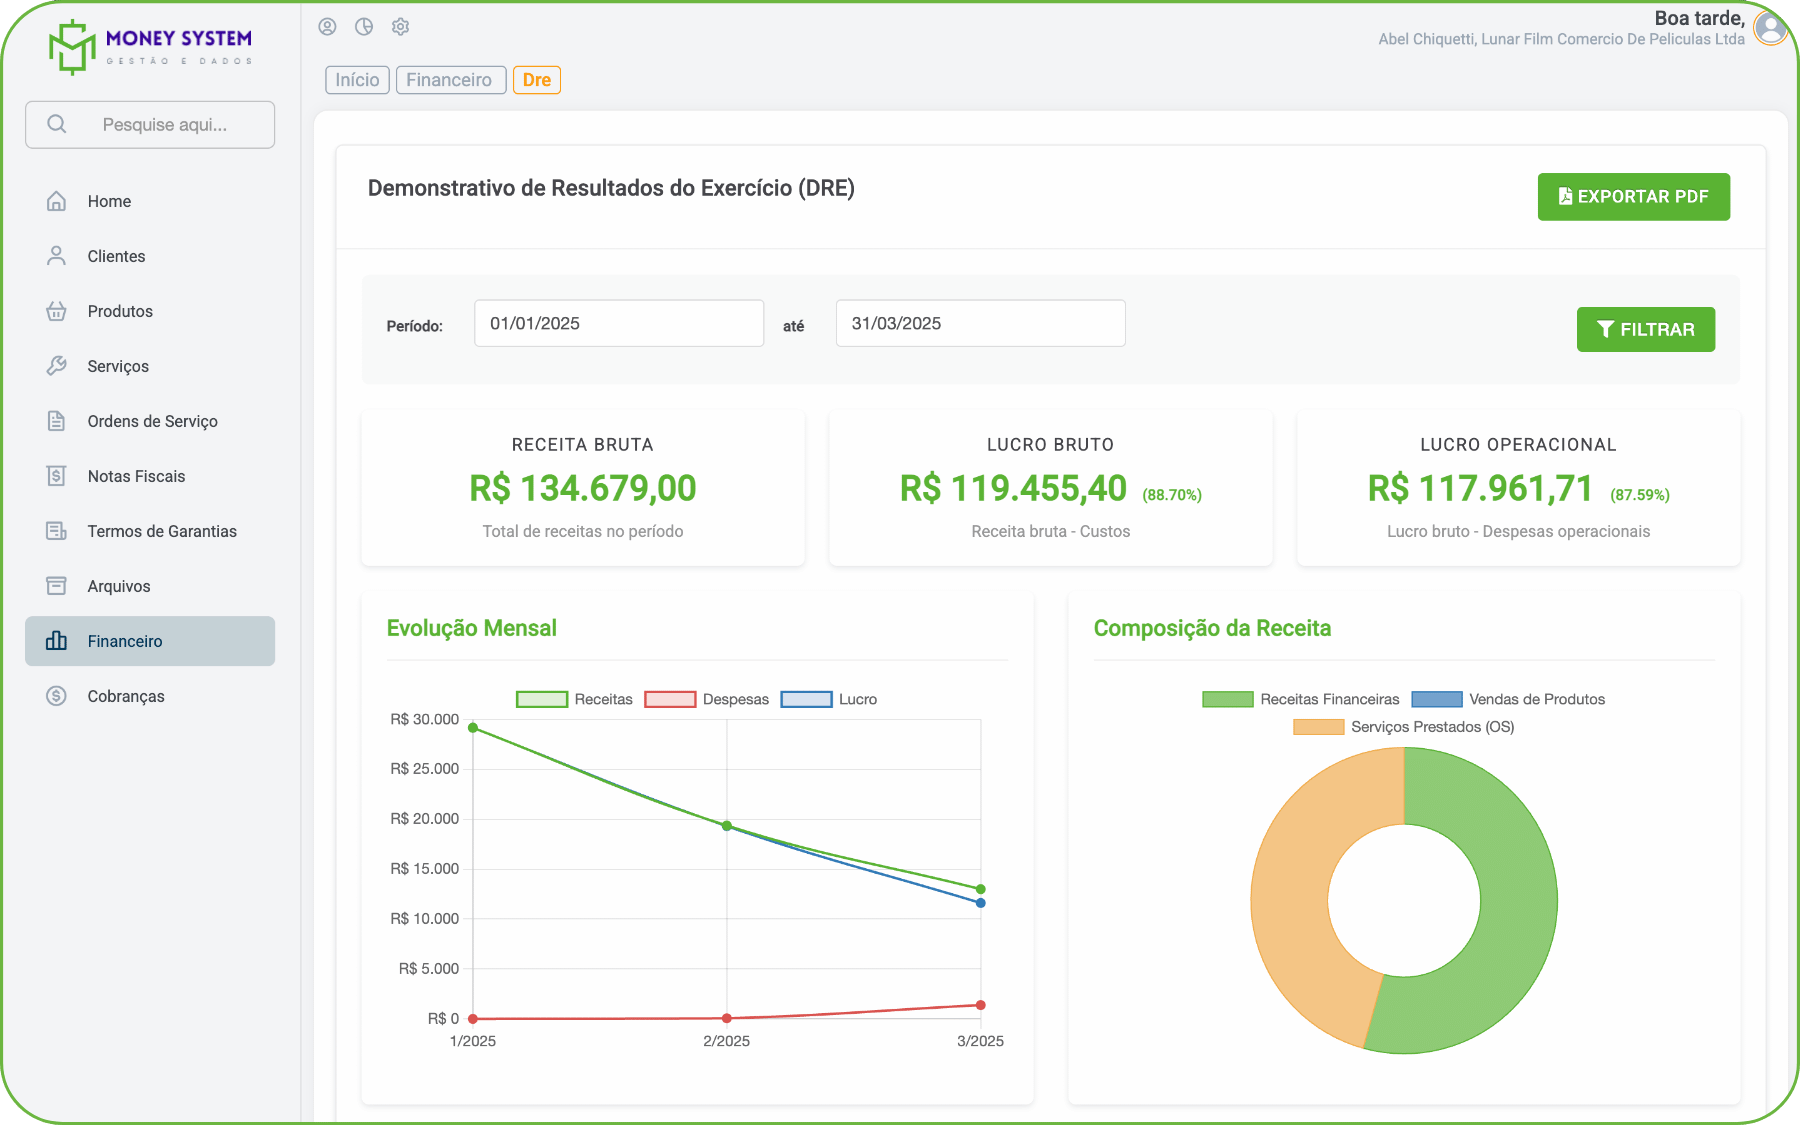 MONEY SYSTEM
GESTÃO E DADOS
Pesquise aqui...
Home
Clientes
Produtos
Serviços
Ordens de Serviço
Notas Fiscais
Termos de Garantias
Arquivos
Financeiro
Cobranças
Boa tarde,
Abel Chiquetti, Lunar Film Comercio De Peliculas Ltda
Início Financeiro Dre
Demonstrativo de Resultados do Exercício (DRE)
EXPORTAR PDF
Período: 01/01/2025 até 31/03/2025
FILTRAR
RECEITA BRUTA
R$ 134.679,00
Total de receitas no período
LUCRO BRUTO
R$ 119.455,40 (88.70%)
Receita bruta - Custos
LUCRO OPERACIONAL
R$ 117.961,71 (87.59%)
Lucro bruto - Despesas operacionais
Evolução Mensal
Receitas Despesas Lucro
R$ 30.000
R$ 25.000
R$ 20.000
R$ 15.000
R$ 10.000
R$ 5.000
R$ 0
1/2025 2/2025 3/2025
Composição da Receita
Receitas Financeiras Vendas de Produtos
Serviços Prestados (OS)